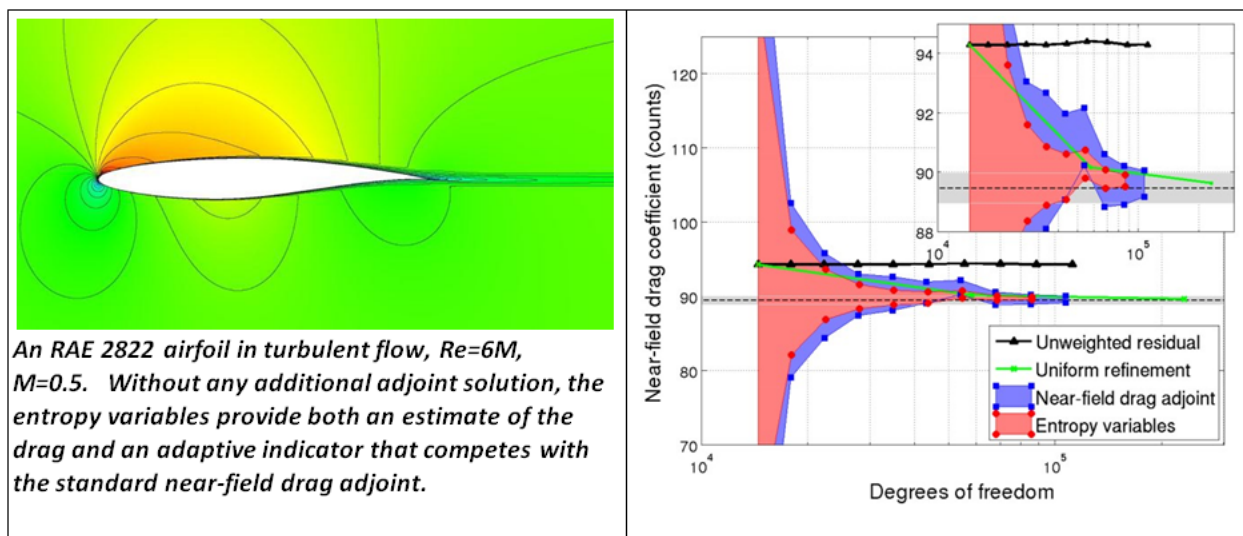 An RAE 2822 airfoil in turbulent flow, Re=6M,
M=0.5. Without any additional adjoint solution, the
entropy variables provide both an estimate of the
drag and an adaptive indicator that competes with
the standard near-field drag adjoint.
Near-field drag coefficient (counts)
120
110
100
90
80
70
10^4
10^5
Degrees of freedom
94
92
90
88
10^4
10^5
Unweighted residual
Uniform refinement
Near-field drag adjoint
Entropy variables